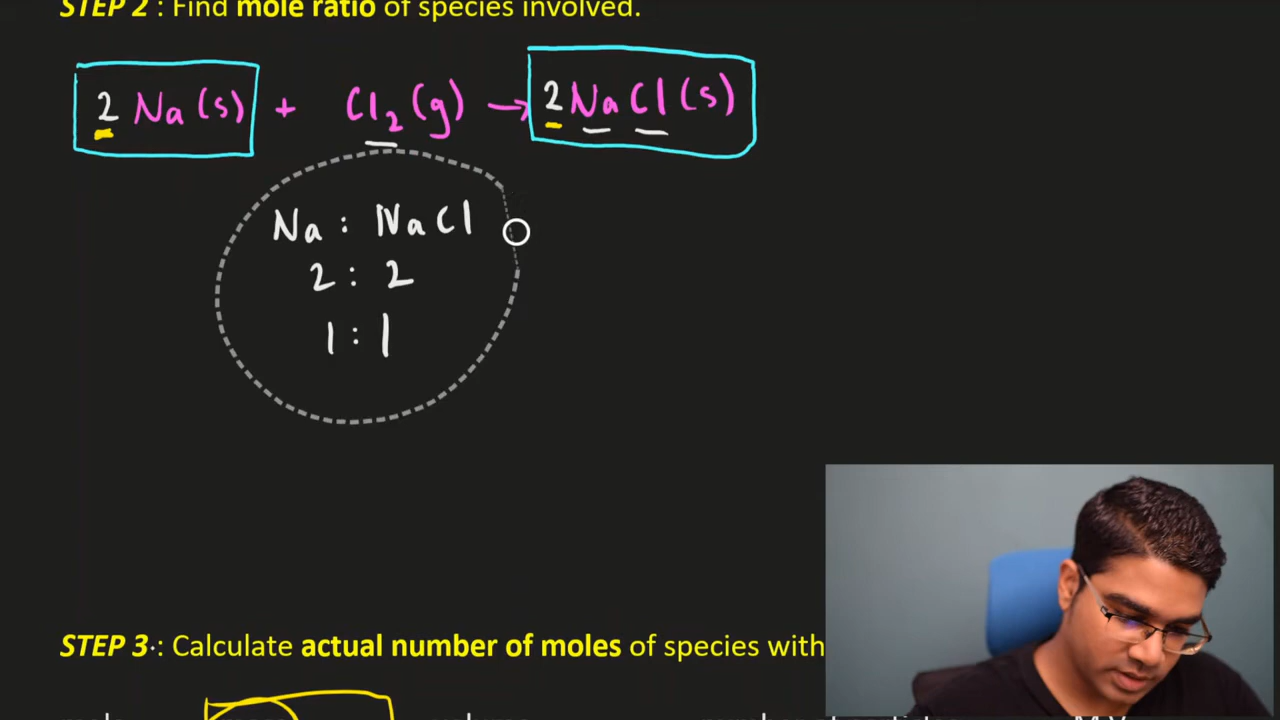 STEP 2 : Find mole ratio of species involved.
2 Na(s) + Cl₂(g) → 2 NaCl(s)
Na : NaCl
2 : 2
1 : 1
STEP 3 : Calculate actual number of moles of species with